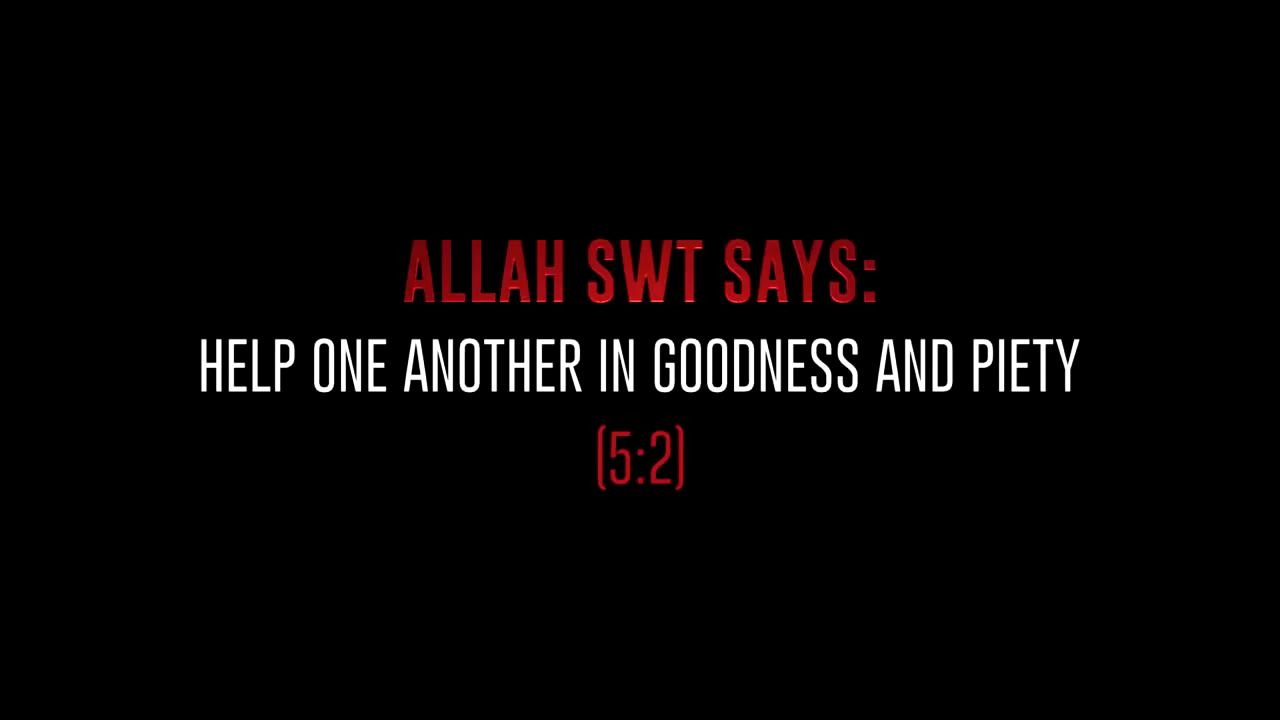 ALLAH SWT SAYS:
HELP ONE ANOTHER IN GOODNESS AND PIETY
(5:2)